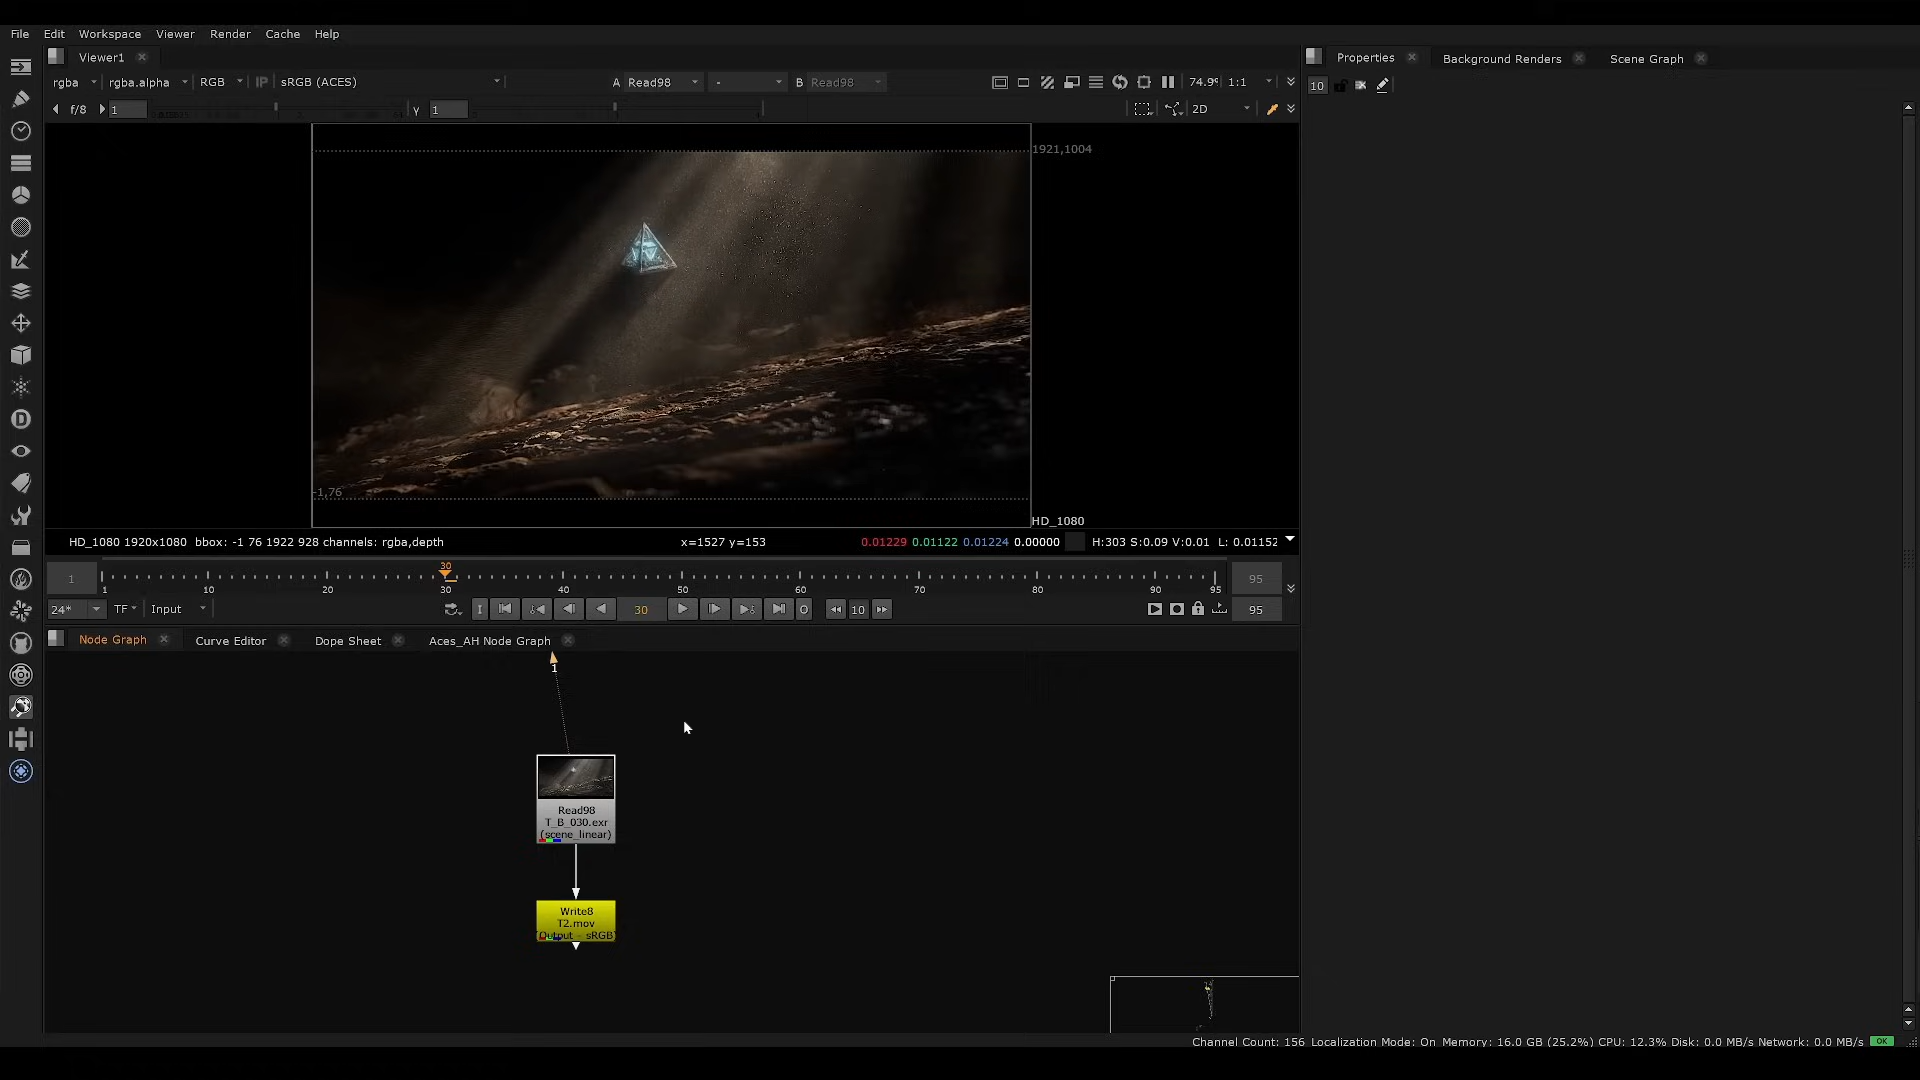 File Edit Workspace Viewer Render Cache Help
Viewer1
Properties Background Renders Scene Graph
rgba rgba.alpha RGB IP sRGB (ACES) A Read98 - B Read98 74.9% 1:1
10
f/8 1 γ 1 2D
1921,1004
-1,76
HD_1080
HD_1080 1920x1080 bbox: -1 76 1922 928 channels: rgba,depth x=1527 y=153 0.01229 0.01122 0.01224 0.00000 H:303 S:0.09 V:0.01 L: 0.01152
30
1 95
1 10 20 30 40 50 60 70 80 90 95
24* TF Input I 30 O 10 95
Node Graph Curve Editor Dope Sheet Aces_AH Node Graph
1
Read98
T_B_030.exr
(scene_linear)
Write8
T2.mov
(Output - sRGB)
Channel Count: 156 Localization Mode: On Memory: 16.0 GB (25.2%) CPU: 12.3% Disk: 0.0 MB/s Network: 0.0 MB/s OK